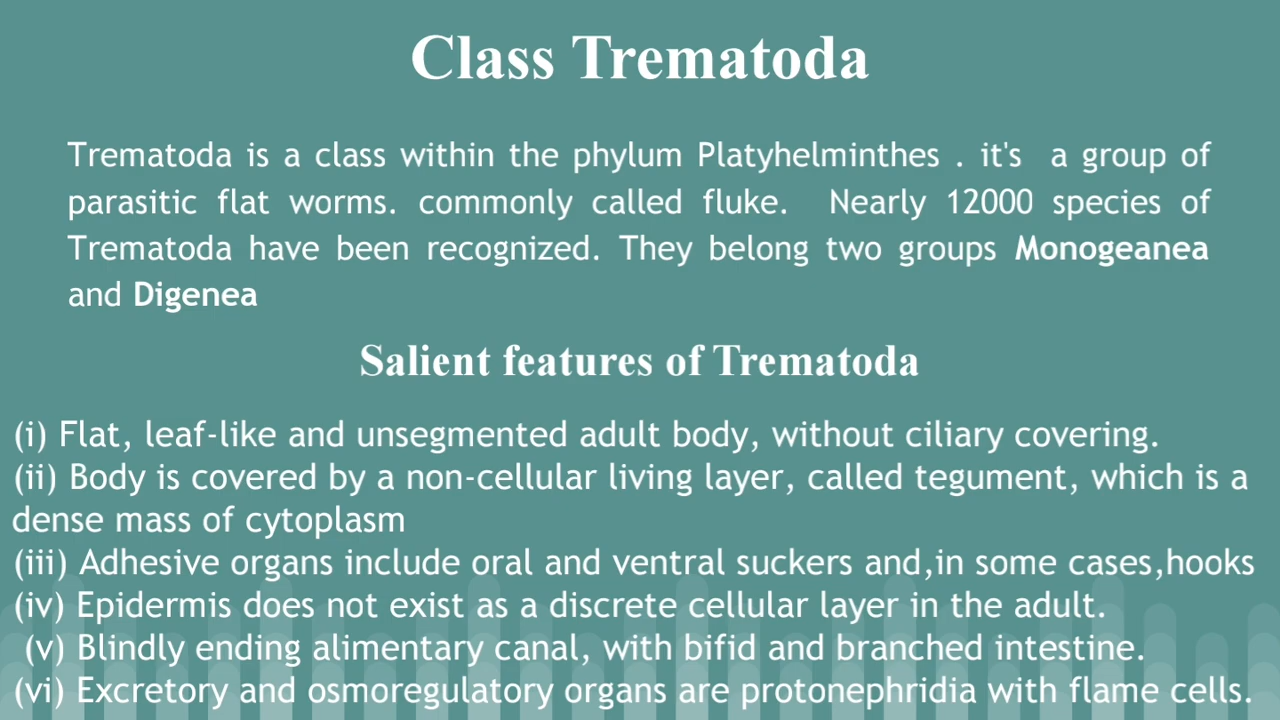 Class Trematoda
Trematoda is a class within the phylum Platyhelminthes . it's a group of
parasitic flat worms. commonly called fluke. Nearly 12000 species of
Trematoda have been recognized. They belong two groups Monogeanea
and Digenea
Salient features of Trematoda
(i) Flat, leaf-like and unsegmented adult body, without ciliary covering.
(ii) Body is covered by a non-cellular living layer, called tegument, which is a
dense mass of cytoplasm
(iii) Adhesive organs include oral and ventral suckers and,in some cases,hooks
(iv) Epidermis does not exist as a discrete cellular layer in the adult.
(v) Blindly ending alimentary canal, with bifid and branched intestine.
(vi) Excretory and osmoregulatory organs are protonephridia with flame cells.